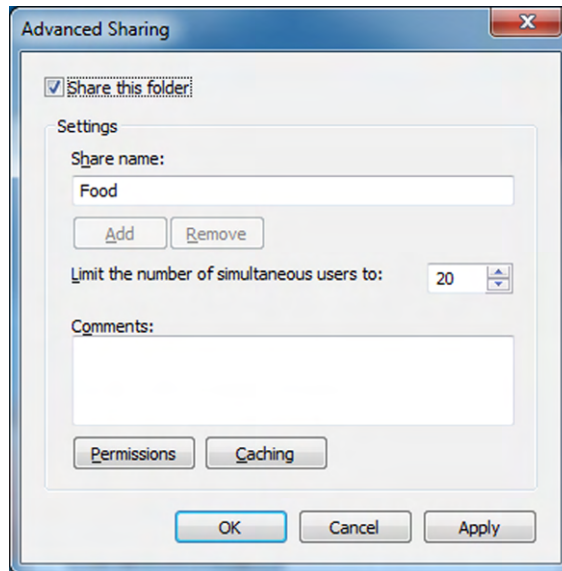 Advanced Sharing
Share this folder
Settings
Share name:
Food
Add Remove
Limit the number of simultaneous users to: 20
Comments:
Permissions Caching
OK Cancel Apply